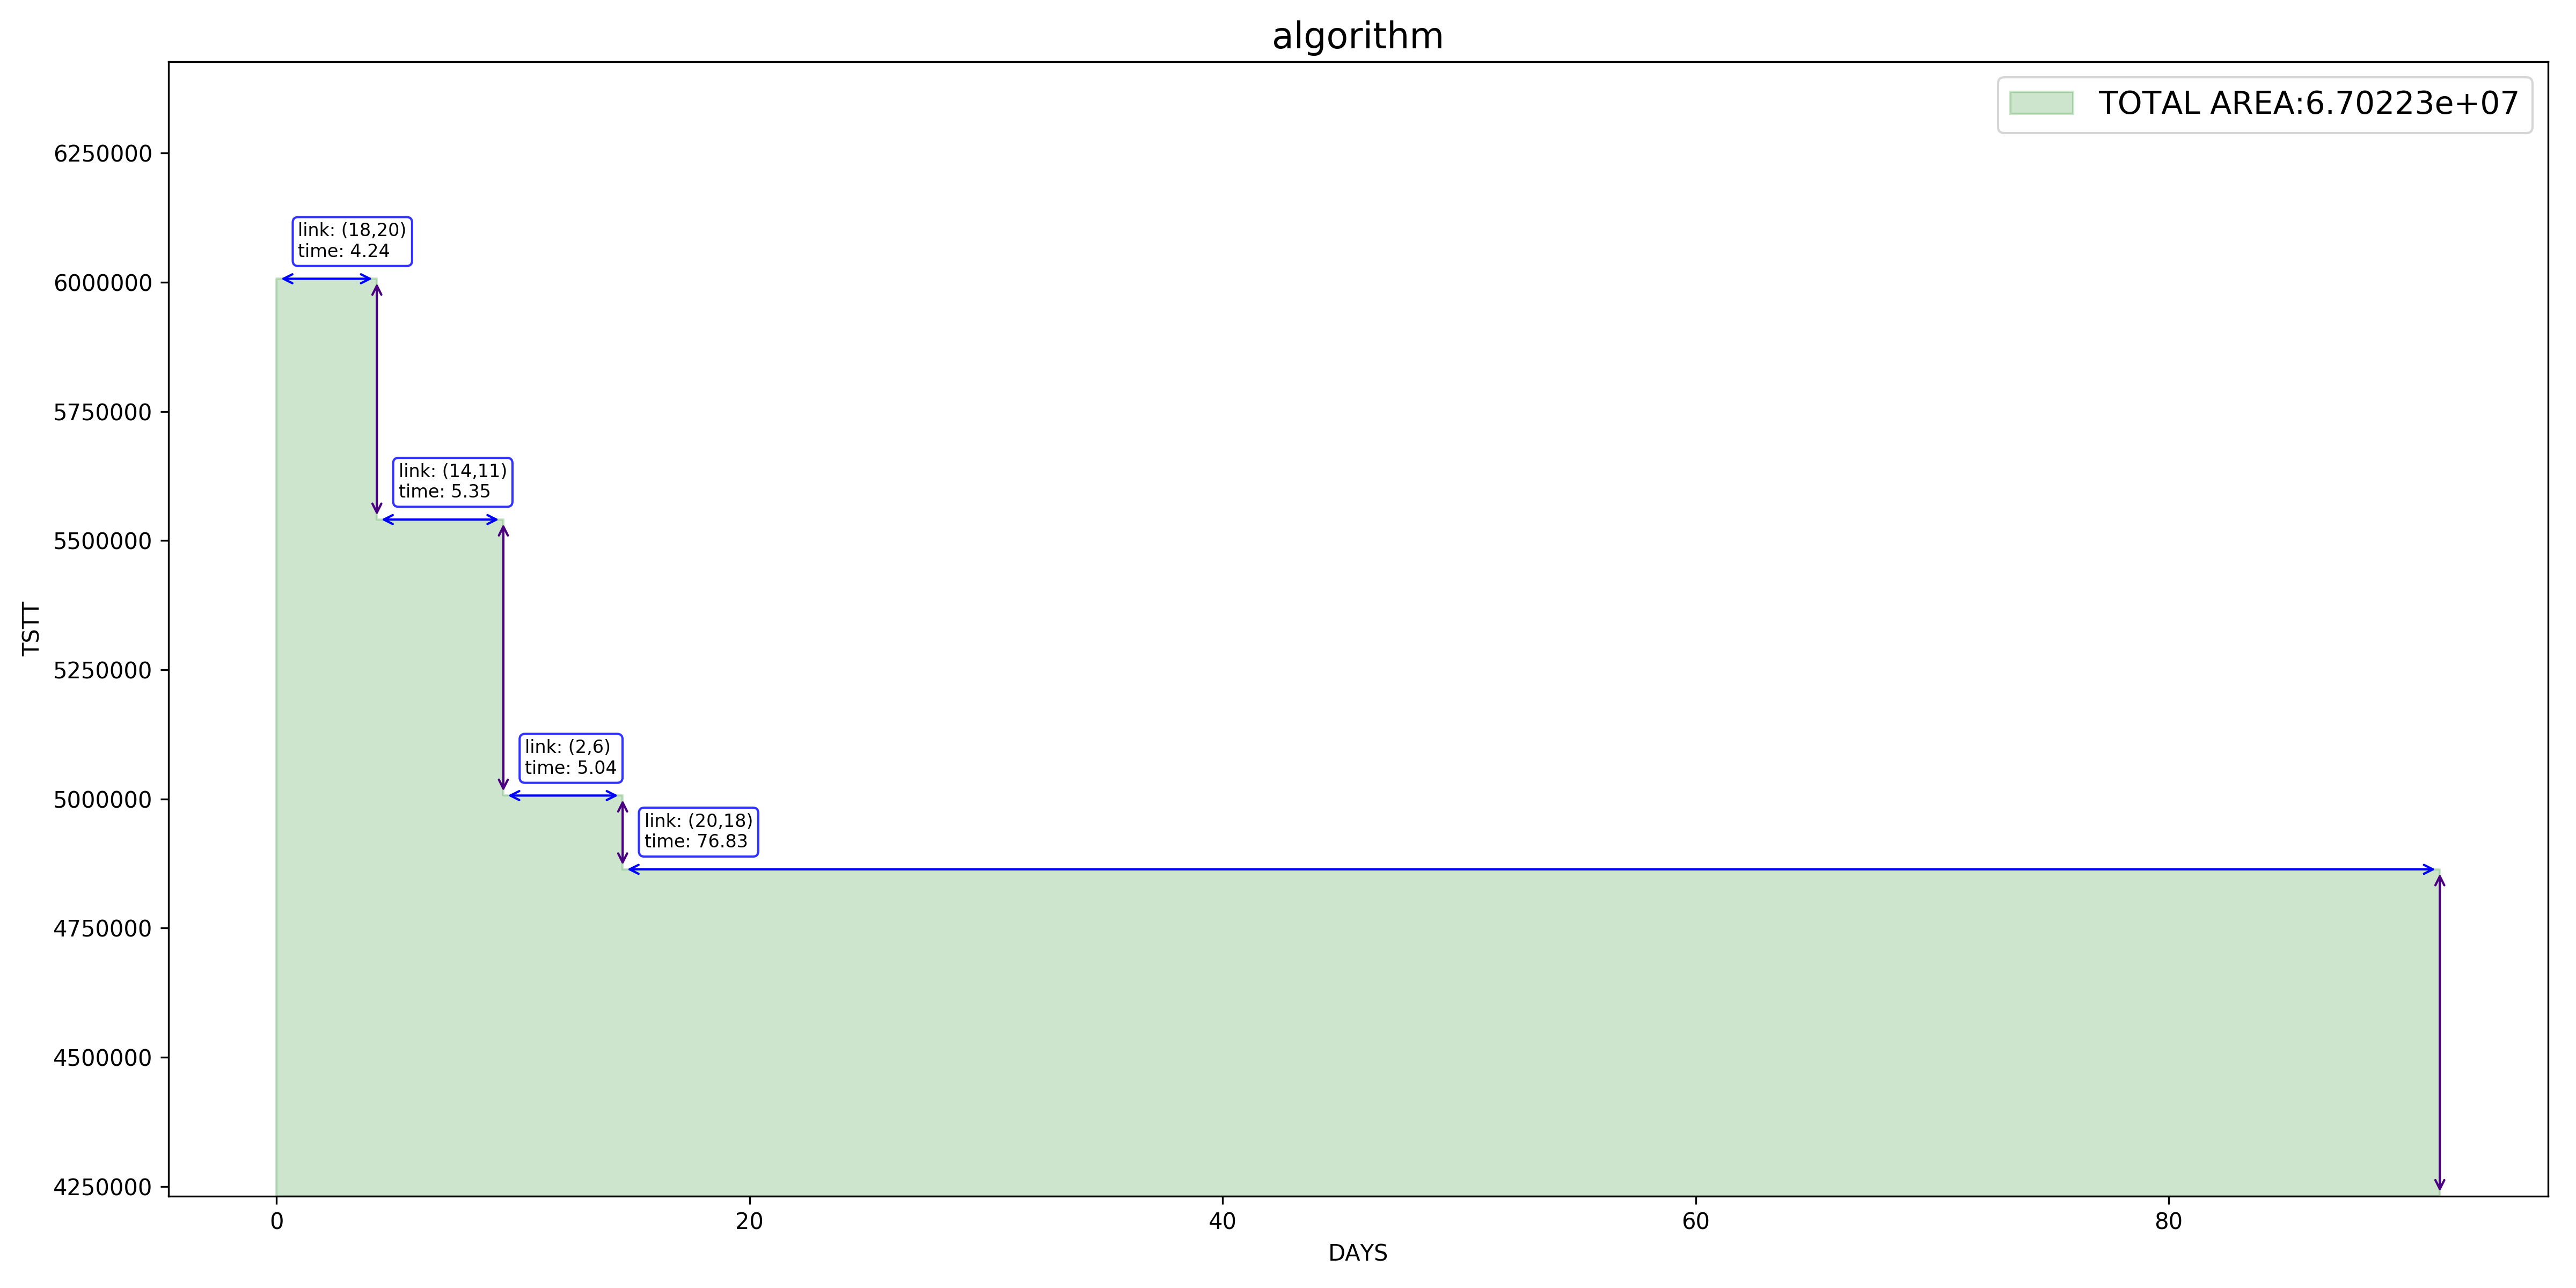 algorithm
TOTAL AREA:6.70223e+07
6250000
6000000
5750000
5500000
5250000
5000000
4750000
4500000
4250000
TSTT
link: (18,20)
time: 4.24
link: (14,11)
time: 5.35
link: (2,6)
time: 5.04
link: (20,18)
time: 76.83
0
20
40
60
80
DAYS